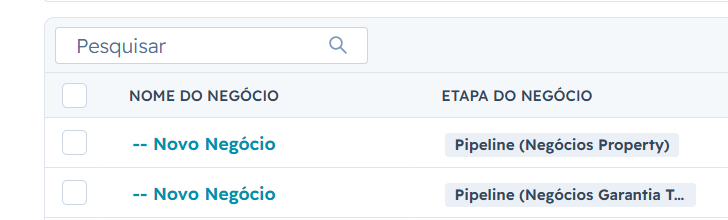 Pesquisar
NOME DO NEGÓCIO ETAPA DO NEGÓCIO
-- Novo Negócio Pipeline (Negócios Property)
-- Novo Negócio Pipeline (Negócios Garantia T...